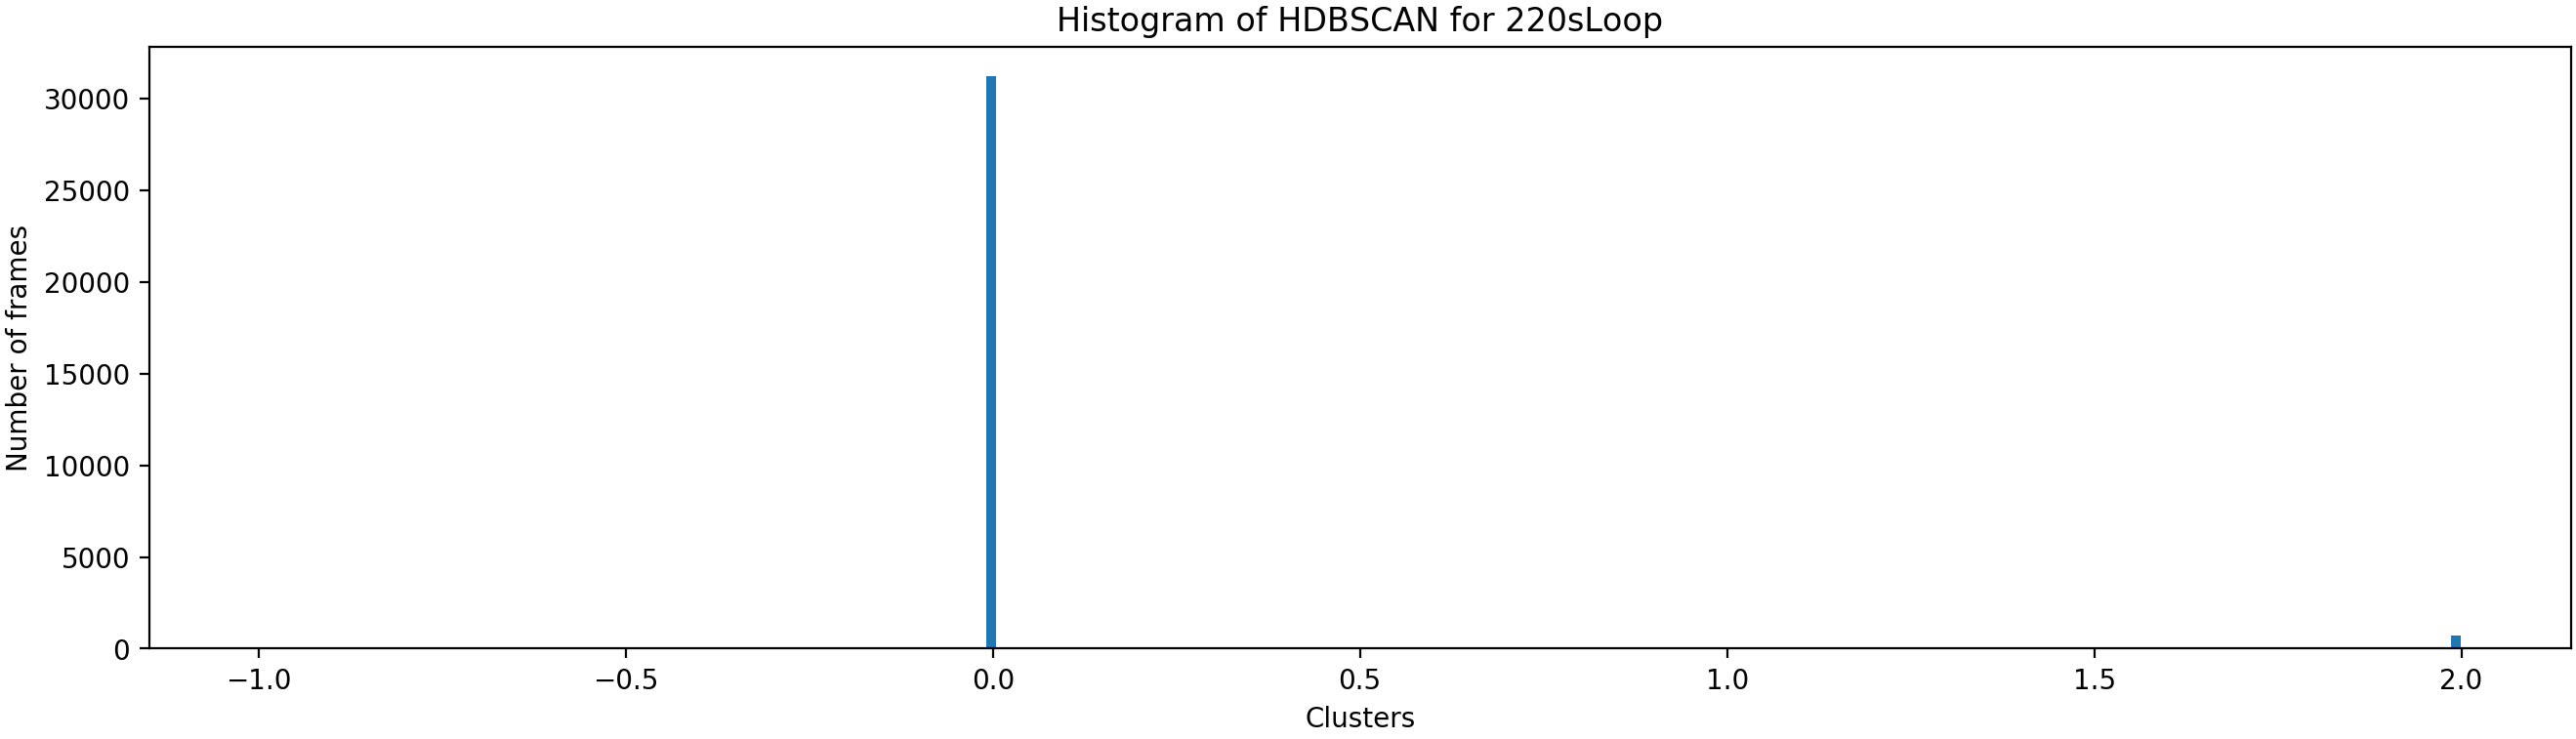 Histogram of HDBSCAN for 220sLoop
30000
25000
20000
15000
10000
5000
0
Number of frames
−1.0 −0.5 0.0 0.5 1.0 1.5 2.0
Clusters